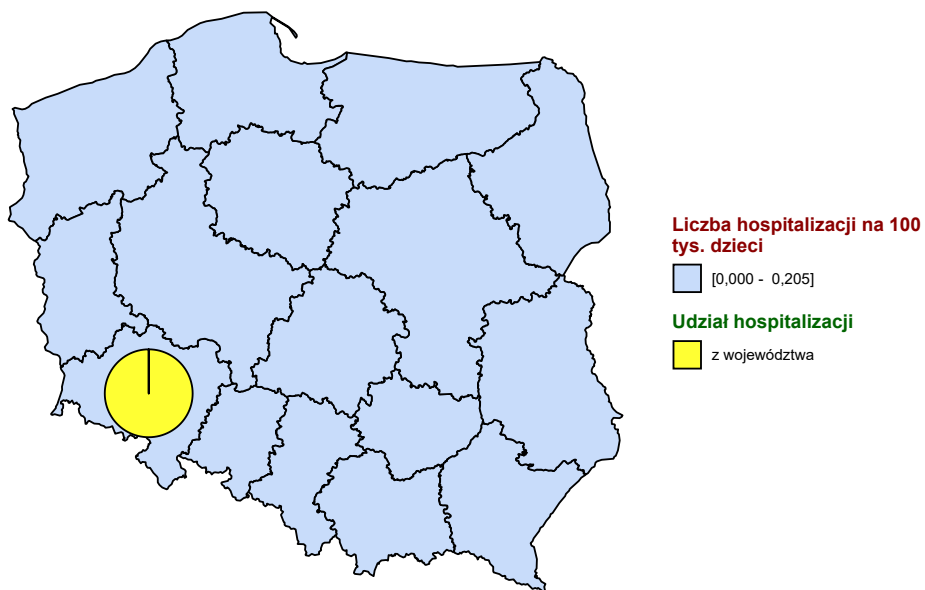 Liczba hospitalizacji na 100
tys. dzieci
[0,000 - 0,205]
Udział hospitalizacji
z województwa